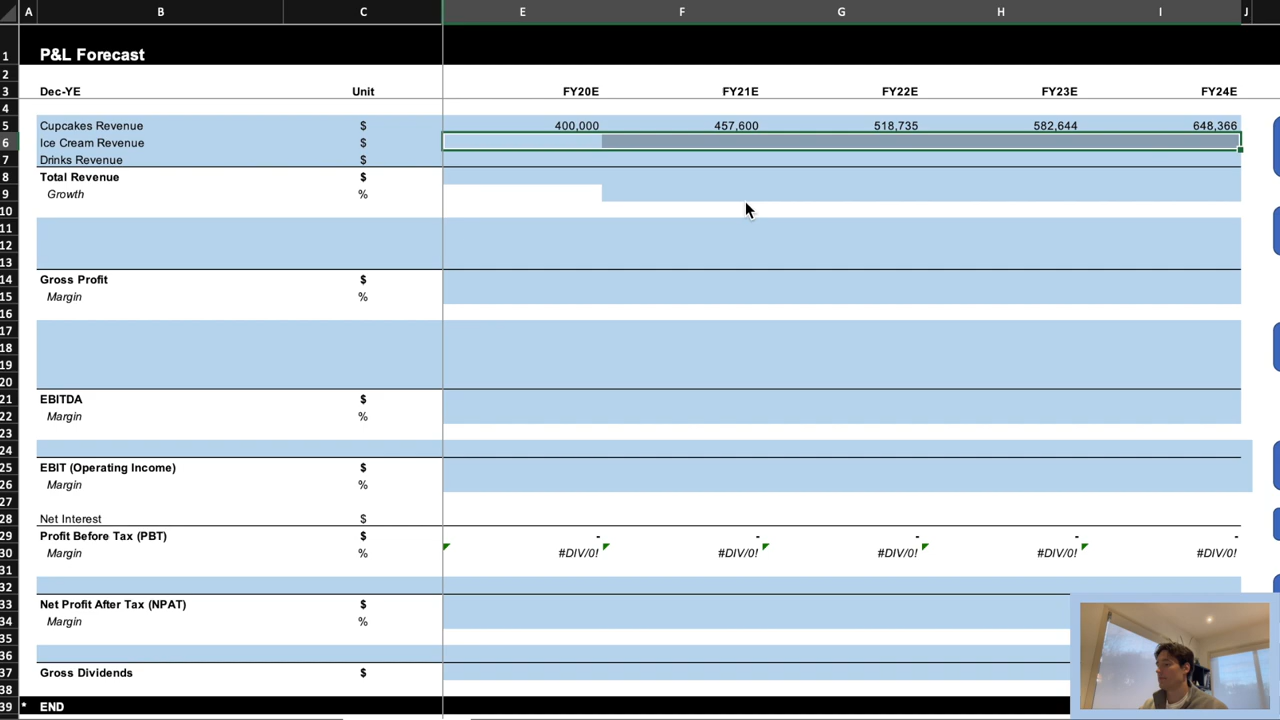 A B C E F G H I J
1 P&L Forecast
2
3 Dec-YE Unit FY20E FY21E FY22E FY23E FY24E
4
5 Cupcakes Revenue $ 400,000 457,600 518,735 582,644 648,366
6 Ice Cream Revenue $
7 Drinks Revenue $
8 Total Revenue $
9 Growth %
10
11
12
13
14 Gross Profit $
15 Margin %
16
17
18
19
20
21 EBITDA $
22 Margin %
23
24
25 EBIT (Operating Income) $
26 Margin %
27
28 Net Interest $
29 Profit Before Tax (PBT) $ - - - - -
30 Margin % #DIV/0! #DIV/0! #DIV/0! #DIV/0! #DIV/0!
31
32
33 Net Profit After Tax (NPAT) $
34 Margin %
35
36
37 Gross Dividends $
38
39 * END